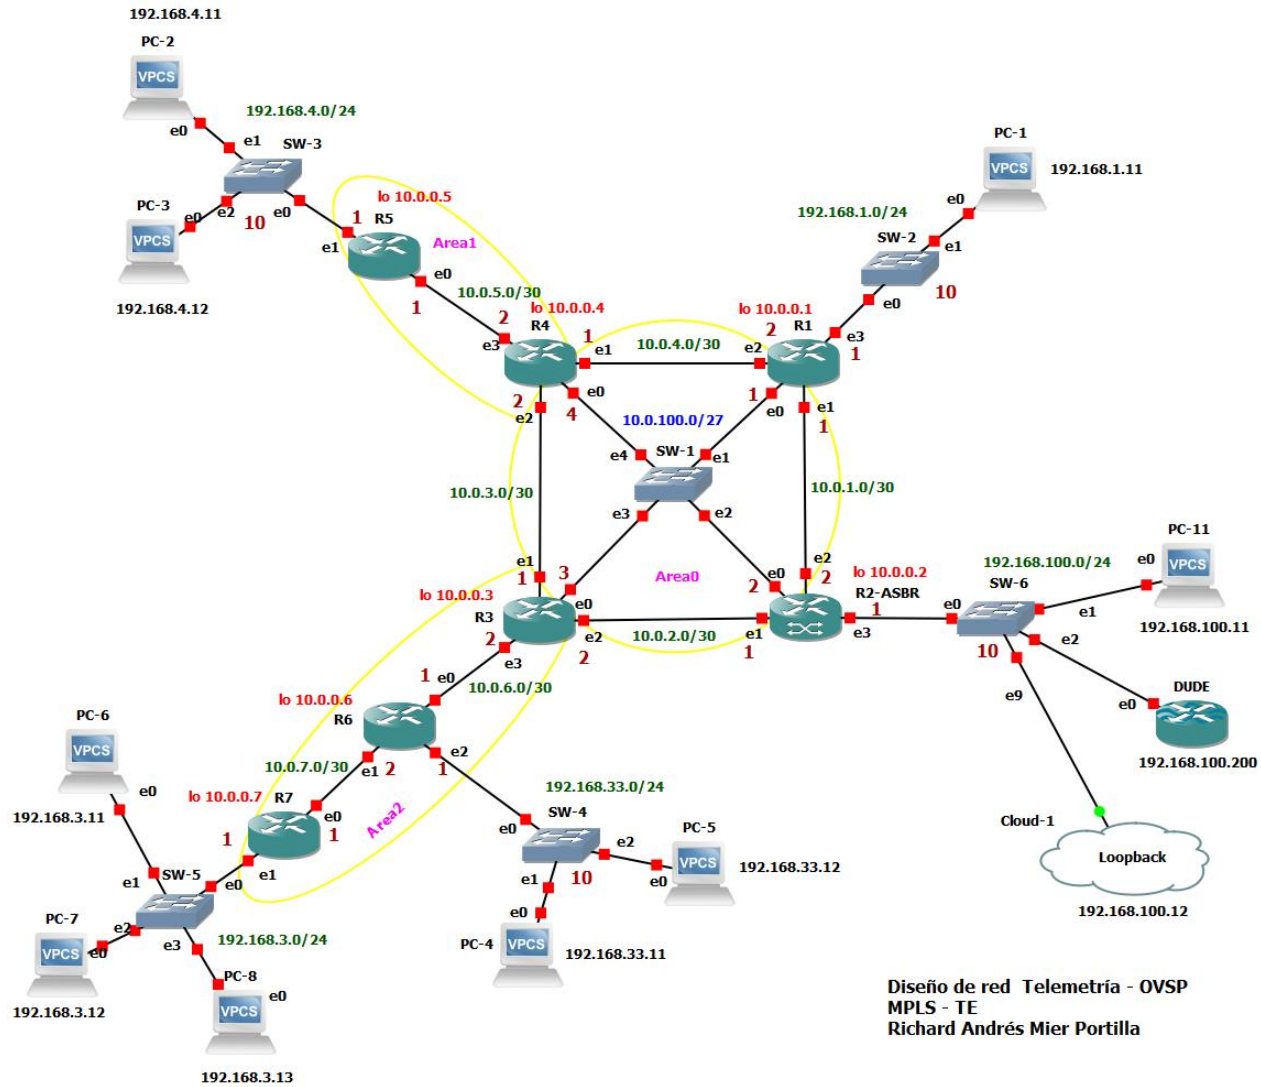 192.168.4.11
PC-2
VPCS
e0
192.168.4.0/24
e1
SW-3
PC-3
e0
e2
e0
VPCS
10
192.168.4.12
1
lo 10.0.0.5
R5
e1
Area1
e0
10.0.5.0/30
1
2
e3
lo 10.0.0.4
R4
1
e1
10.0.4.0/30
PC-1
VPCS
192.168.1.11
e0
192.168.1.0/24
SW-2
e1
e0
10
lo 10.0.0.1
2
R1
e2
e3
1
2
e2
e0
4
10.0.100.0/27
1
e0
e1
1
SW-1
e4
e1
e3
e2
10.0.3.0/30
10.0.1.0/30
e1
1
3
e0
Area0
e0
2
e2
2
lo 10.0.0.2
R2-ASBR
lo 10.0.0.3
R3
2
e3
e2
2
10.0.2.0/30
e1
1
1
e3
PC-11
VPCS
e0
192.168.100.0/24
SW-6
e0
e1
e2
192.168.100.11
10
e9
DUDE
e0
192.168.100.200
Cloud-1
Loopback
192.168.100.12
1
e0
10.0.6.0/30
lo 10.0.0.6
R6
e2
1
10.0.7.0/30
e1
2
lo 10.0.0.7
R7
e0
1
1
e1
Area2
PC-6
VPCS
e0
192.168.3.11
e1
SW-5
e0
PC-7
VPCS
e0
e2
e3
192.168.3.0/24
192.168.3.12
PC-8
VPCS
e0
192.168.3.13
192.168.33.0/24
SW-4
e0
e2
e1
10
PC-5
VPCS
e0
192.168.33.12
e0
PC-4
VPCS
192.168.33.11
Diseño de red Telemetría - OVSP
MPLS - TE
Richard Andrés Mier Portilla